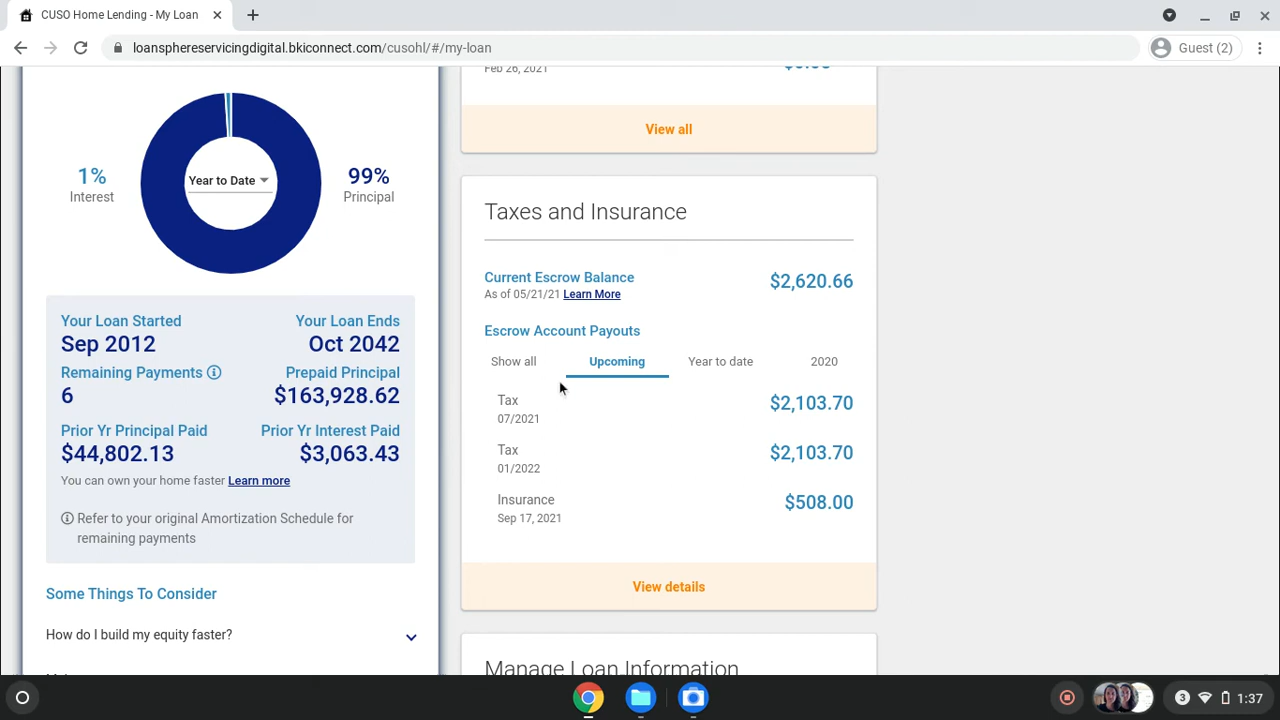 CUSO Home Lending - My Loan
loansphereservicingdigital.bkiconnect.com/cusohl/#/my-loan
Guest (2)
1%
Interest
Year to Date
99%
Principal
Your Loan Started
Your Loan Ends
Sep 2012
Oct 2042
Remaining Payments
Prepaid Principal
6
$163,928.62
Prior Yr Principal Paid
Prior Yr Interest Paid
$44,802.13
$3,063.43
You can own your home faster Learn more
Refer to your original Amortization Schedule for
remaining payments
Some Things To Consider
How do I build my equity faster?
Feb 26, 2021
View all
Taxes and Insurance
Current Escrow Balance
$2,620.66
As of 05/21/21 Learn More
Escrow Account Payouts
Show all
Upcoming
Year to date
2020
Tax
$2,103.70
07/2021
Tax
$2,103.70
01/2022
Insurance
$508.00
Sep 17, 2021
View details
Manage Loan Information
3
1:37